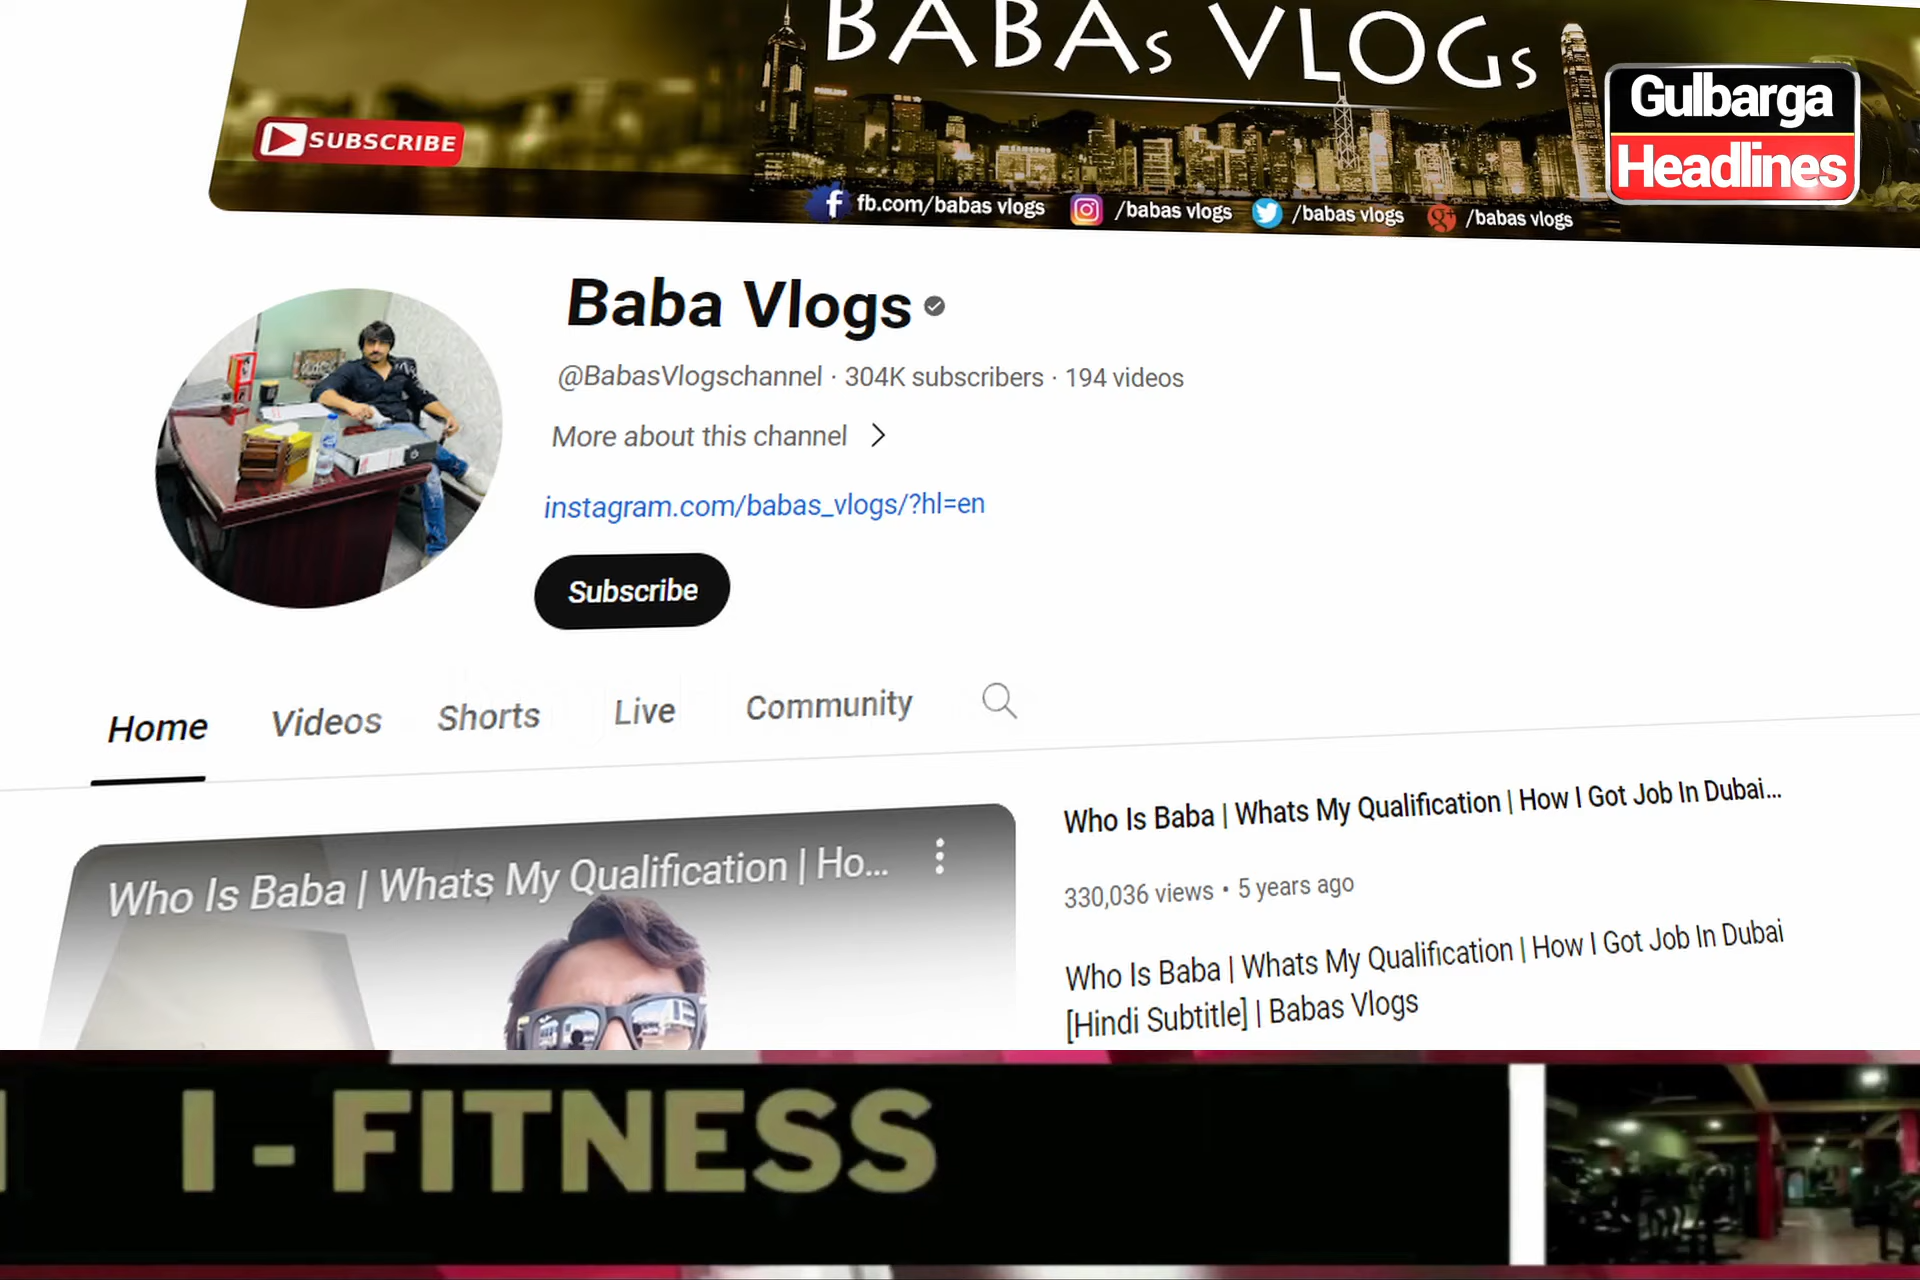 BABAs VLOGs
SUBSCRIBE
Gulbarga
Headlines
fb.com/babas vlogs
/babas vlogs
/babas vlogs
/babas vlogs
Baba Vlogs
@BabasVlogschannel · 304K subscribers · 194 videos
More about this channel
instagram.com/babas_vlogs/?hl=en
Subscribe
Home Videos Shorts Live Community
Who Is Baba | Whats My Qualification | Ho...
Who Is Baba | Whats My Qualification | How I Got Job In Dubai...
330,036 views • 5 years ago
Who Is Baba | Whats My Qualification | How I Got Job In Dubai
[Hindi Subtitle] | Babas Vlogs
I - FITNESS